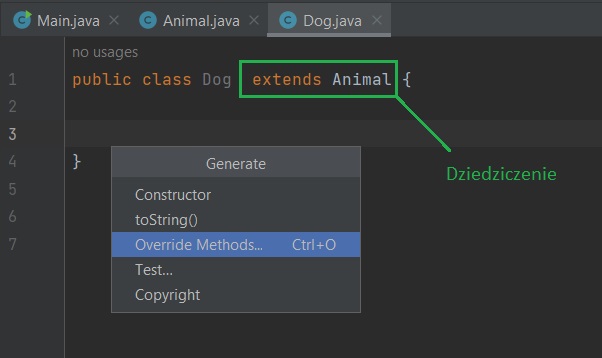 Main.java Animal.java Dog.java
no usages
1 public class Dog extends Animal {
2
3
4 }
5
6
7
Dziedziczenie
Generate
Constructor
toString()
Override Methods... Ctrl+O
Test...
Copyright